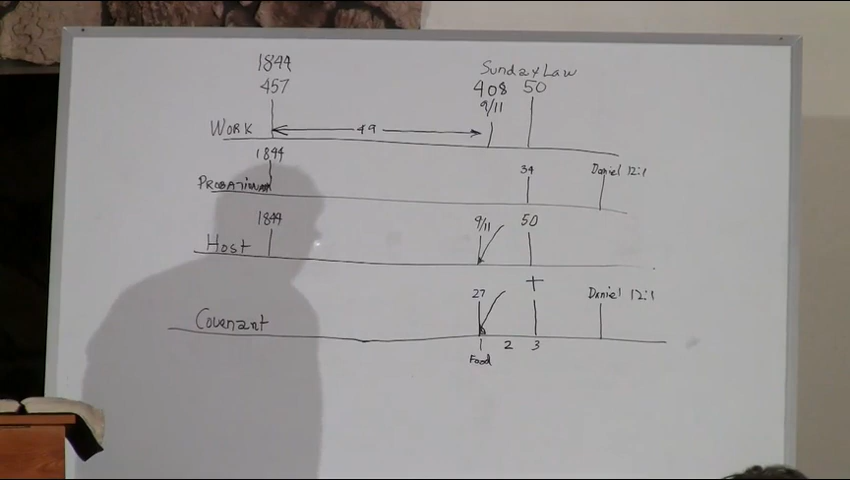 1844 Sunday Law
457 408 50
9/11
WORK 49
1844 34 Daniel 12:1
PROBATIONAL
1844 9/11 50
HOST
27 + Daniel 12:1
Covenant
1 2 3
Food